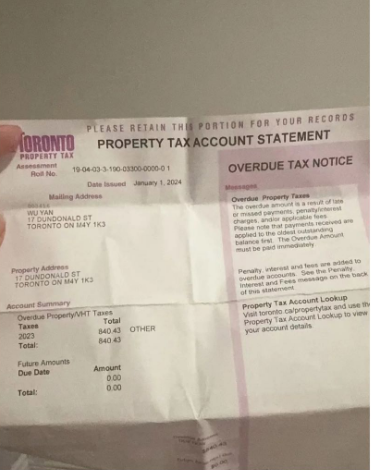 PLEASE RETAIN THIS PORTION FOR YOUR RECORDS
TORONTO
PROPERTY TAX
PROPERTY TAX ACCOUNT STATEMENT
Assessment
Roll No.
19-04-03-3-190-03300-0000-0 1
Date Issued January 1, 2024
Mailing Address
WU YAN
17 DUNDONALD ST
TORONTO ON M4Y 1K3
Property Address
17 DUNDONALD ST
TORONTO ON M4Y 1K3
Account Summary
Overdue Property/VHT Taxes
Taxes Total
2023 840.43 OTHER
Total: 840.43
Future Amounts
Due Date Amount
0.00
Total: 0.00
OVERDUE TAX NOTICE
Messages
Overdue Property Taxes
The overdue amount is a result of late
or missed payments, penalty/interest
charges, and/or applicable fees.
Please note that payments received are
applied to the oldest outstanding
balance first. The Overdue Amount
must be paid immediately.
Penalty, interest and fees are added to
overdue accounts. See the Penalty,
Interest and Fees message on the back
of this statement.
Property Tax Account Lookup
Visit toronto.ca/propertytax and use the
Property Tax Account Lookup to view
your account details